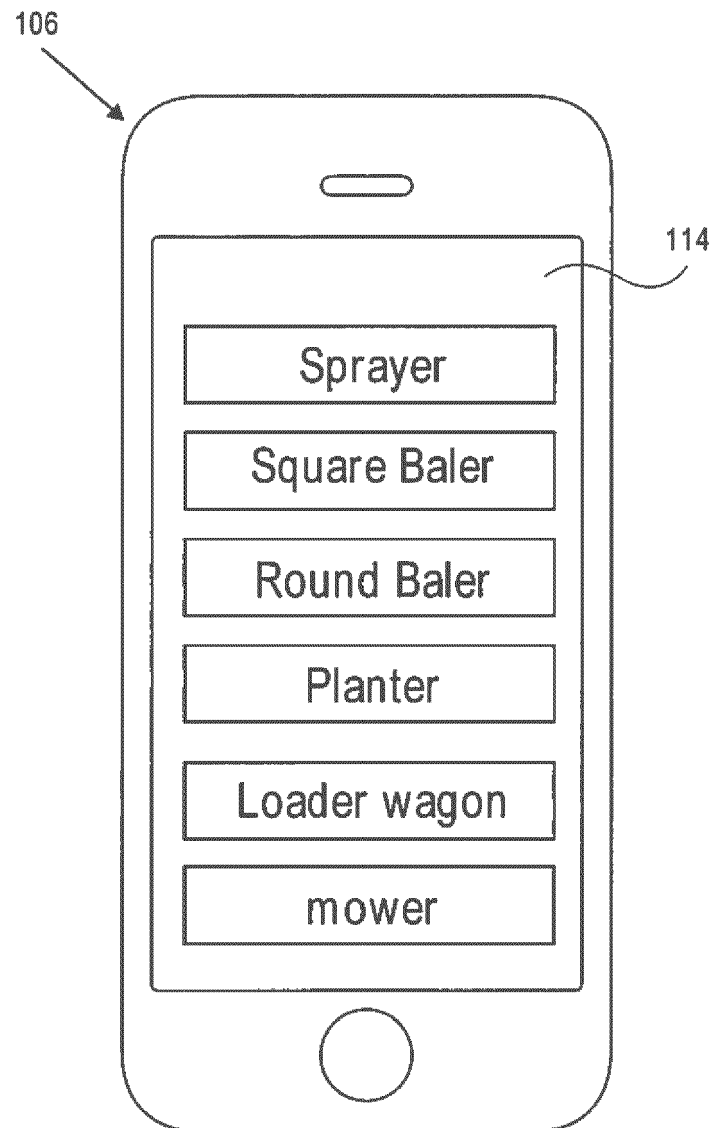 106
114
Sprayer
Square Baler
Round Baler
Planter
Loader wagon
mower